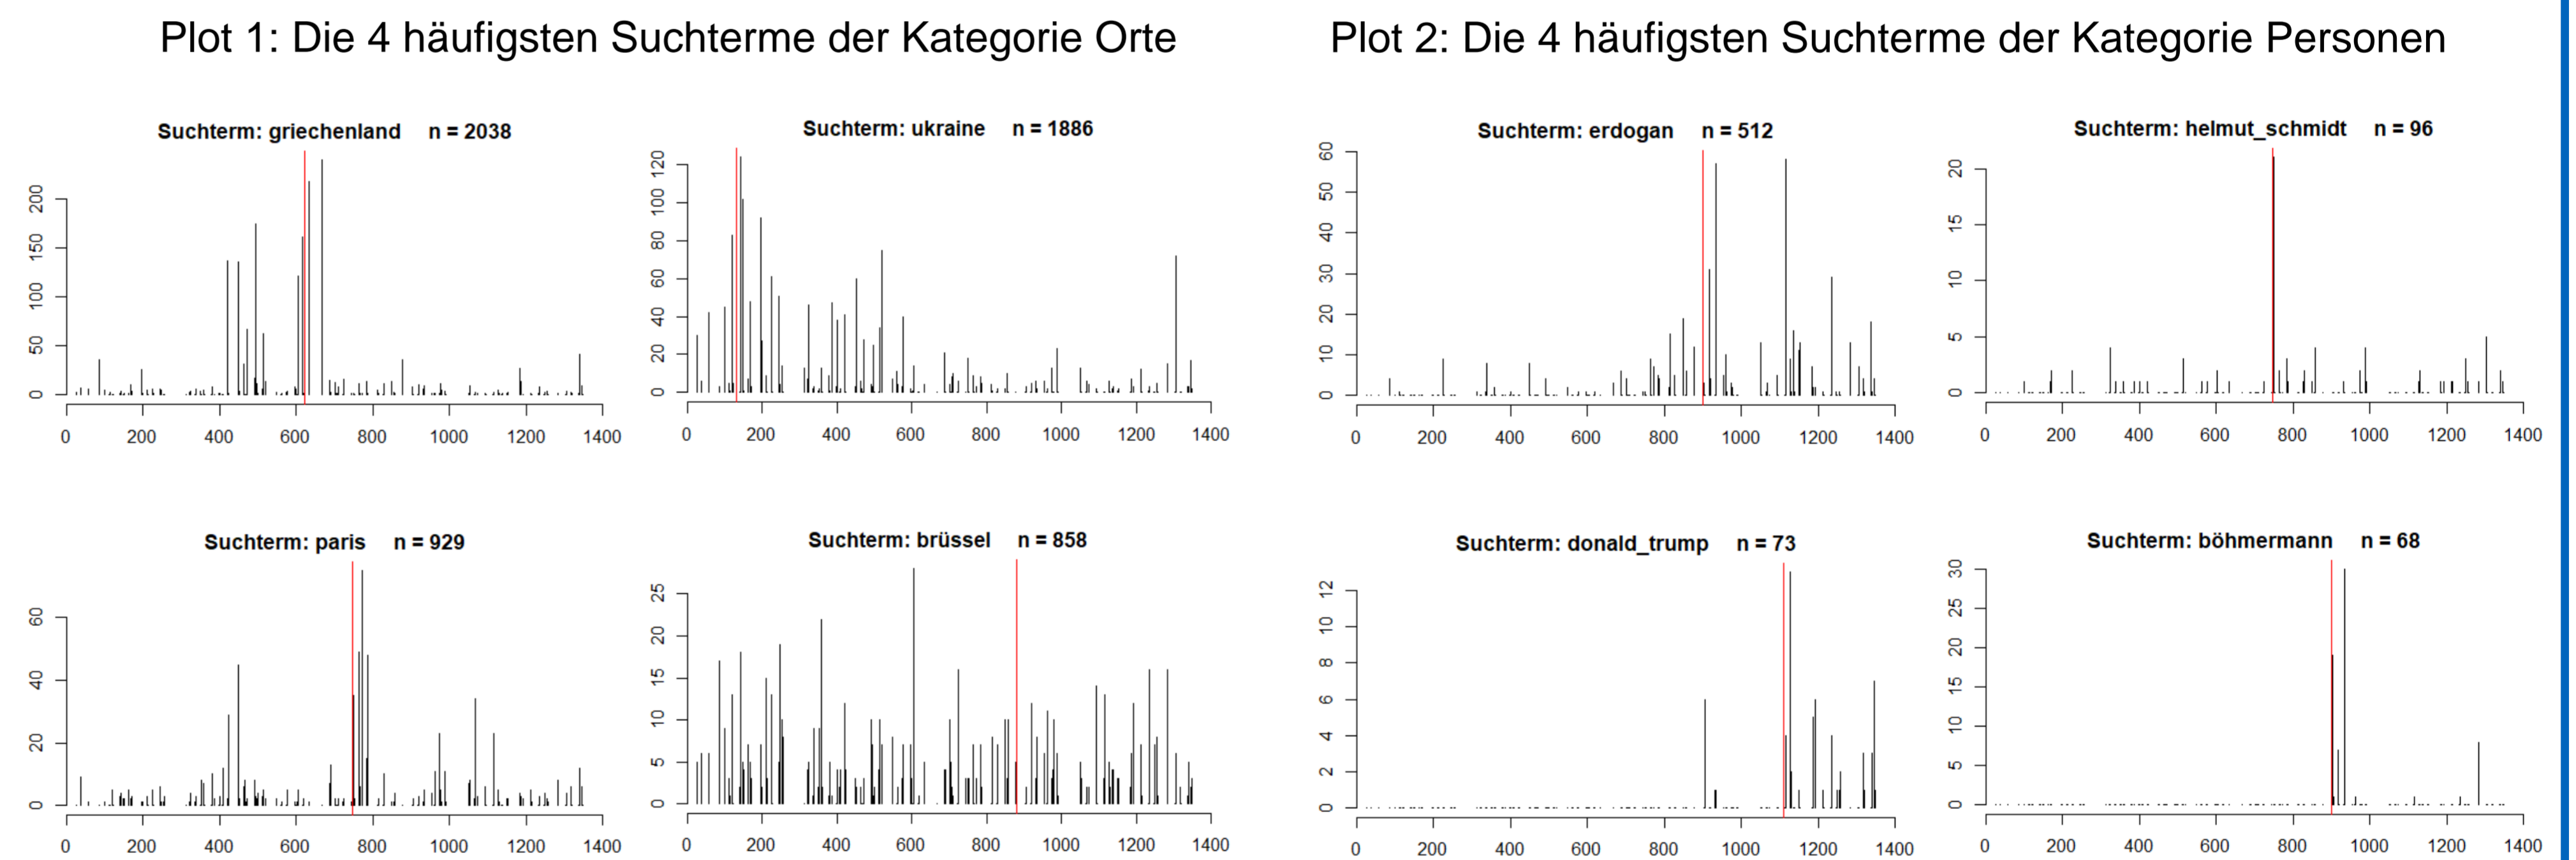 Plot 1: Die 4 häufigsten Suchterme der Kategorie Orte
Suchterm: griechenland n = 2038
200
150
100
50
0
0 200 400 600 800 1000 1200 1400
Suchterm: ukraine n = 1886
120
100
80
60
40
20
0
0 200 400 600 800 1000 1200 1400
Suchterm: paris n = 929
60
40
20
0
0 200 400 600 800 1000 1200 1400
Suchterm: brüssel n = 858
25
20
15
10
5
0
0 200 400 600 800 1000 1200 1400
Plot 2: Die 4 häufigsten Suchterme der Kategorie Personen
Suchterm: erdogan n = 512
60
50
40
30
20
10
0
0 200 400 600 800 1000 1200 1400
Suchterm: helmut_schmidt n = 96
20
15
10
5
0
0 200 400 600 800 1000 1200 1400
Suchterm: donald_trump n = 73
12
10
8
6
4
2
0
0 200 400 600 800 1000 1200 1400
Suchterm: böhmermann n = 68
30
25
20
15
10
5
0
0 200 400 600 800 1000 1200 1400